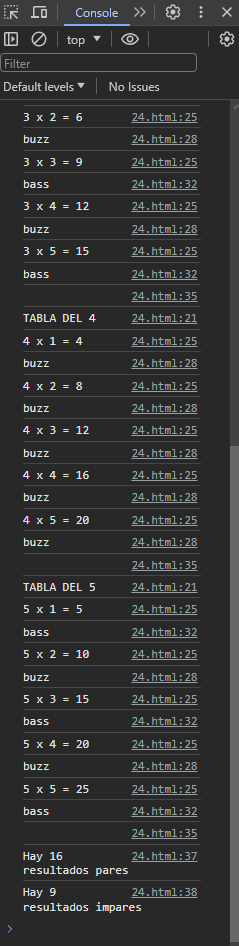 Console
top
Filter
Default levels No Issues
3 x 2 = 6 24.html:25
buzz 24.html:28
3 x 3 = 9 24.html:25
bass 24.html:32
3 x 4 = 12 24.html:25
buzz 24.html:28
3 x 5 = 15 24.html:25
bass 24.html:32
24.html:35
TABLA DEL 4 24.html:21
4 x 1 = 4 24.html:25
buzz 24.html:28
4 x 2 = 8 24.html:25
buzz 24.html:28
4 x 3 = 12 24.html:25
buzz 24.html:28
4 x 4 = 16 24.html:25
buzz 24.html:28
4 x 5 = 20 24.html:25
buzz 24.html:28
24.html:35
TABLA DEL 5 24.html:21
5 x 1 = 5 24.html:25
bass 24.html:32
5 x 2 = 10 24.html:25
buzz 24.html:28
5 x 3 = 15 24.html:25
bass 24.html:32
5 x 4 = 20 24.html:25
buzz 24.html:28
5 x 5 = 25 24.html:25
bass 24.html:32
24.html:35
Hay 16 24.html:37
resultados pares
Hay 9 24.html:38
resultados impares